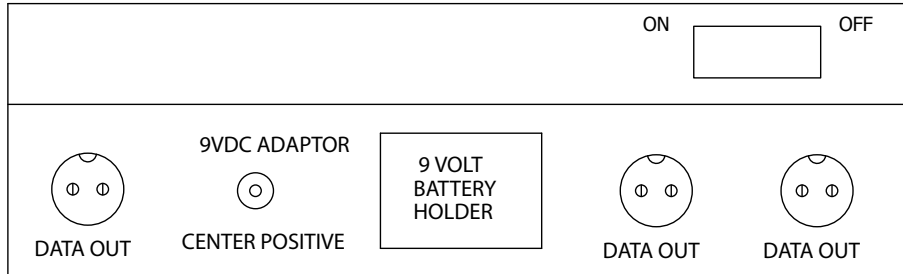 ON
OFF
9VDC ADAPTOR
CENTER POSITIVE
9 VOLT
BATTERY
HOLDER
DATA OUT
DATA OUT
DATA OUT